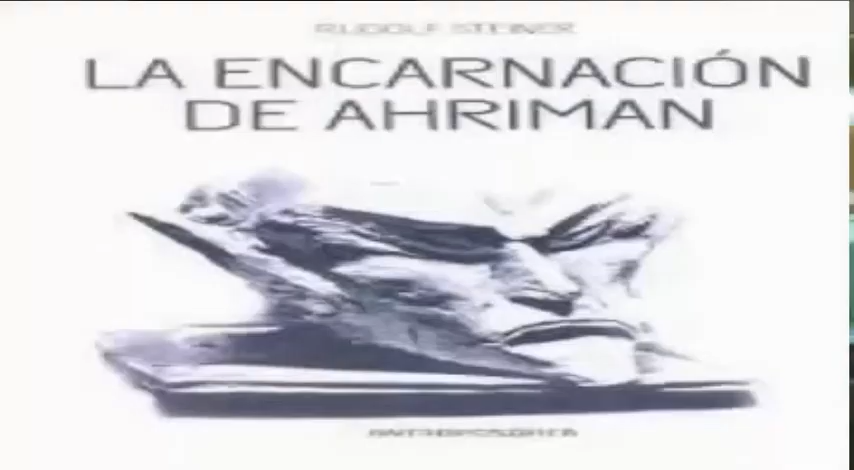 RUDOLF STEINER
LA ENCARNACIÓN
DE AHRIMAN